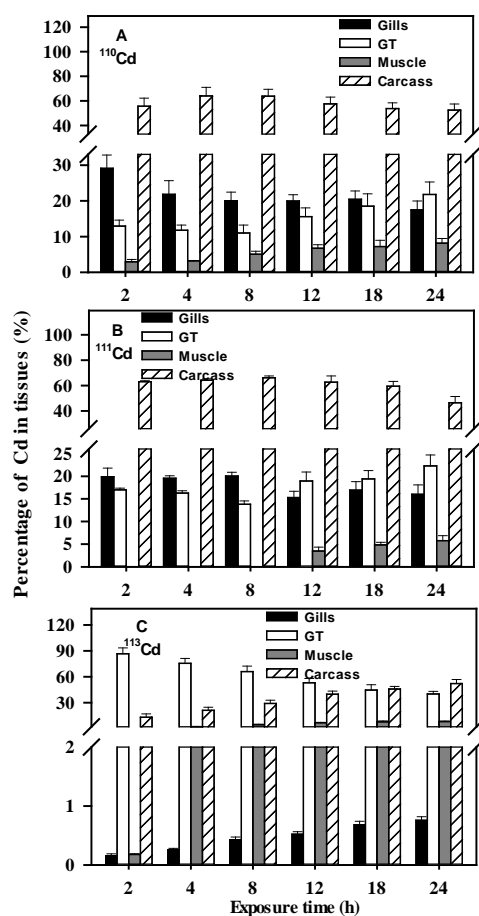 Percentage of Cd in tissues (%)
A
110Cd
Gills
GT
Muscle
Carcass
120
100
80
60
40
30
20
10
0
2 4 8 12 18 24
B
111Cd
Gills
GT
Muscle
Carcass
100
80
60
40
25
20
15
10
5
0
2 4 8 12 18 24
C
113Cd
Gills
GT
Muscle
Carcass
120
90
60
30
2
1
0
2 4 8 12 18 24
Exposure time (h)